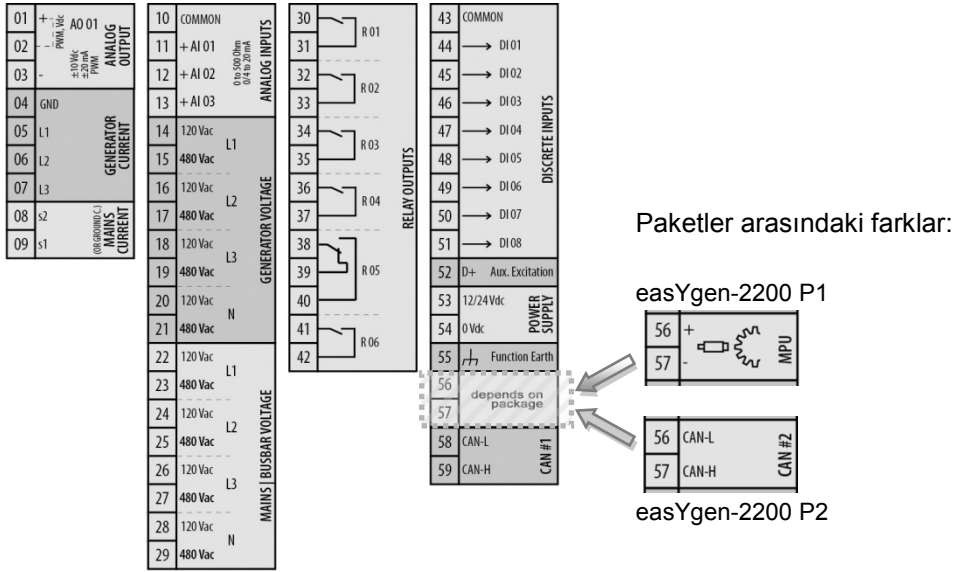 01 +
02 -
03 -
PWM, Vdc
AO 01
±10 Vdc
±20 mA
PWM
ANALOG
OUTPUT
04 GND
05 L1
06 L2
07 L3
GENERATOR
CURRENT
08 s2
09 s1
(OR GROUND C.)
MAINS
CURRENT
10 COMMON
11 + AI 01
12 + AI 02
13 + AI 03
0 to 500 Ohm
0/4 to 20 mA
ANALOG INPUTS
14 120 Vac
15 480 Vac
L1
16 120 Vac
17 480 Vac
L2
18 120 Vac
19 480 Vac
L3
20 120 Vac
21 480 Vac
N
GENERATOR VOLTAGE
22 120 Vac
23 480 Vac
L1
24 120 Vac
25 480 Vac
L2
26 120 Vac
27 480 Vac
L3
28 120 Vac
29 480 Vac
N
MAINS | BUSBAR VOLTAGE
30
31
R 01
32
33
R 02
34
35
R 03
36
37
R 04
38
39
40
R 05
41
42
R 06
RELAY OUTPUTS
43 COMMON
44 → DI 01
45 → DI 02
46 → DI 03
47 → DI 04
48 → DI 05
49 → DI 06
50 → DI 07
51 → DI 08
DISCRETE INPUTS
52 D+ Aux. Excitation
53 12/24 Vdc
54 0 Vdc
POWER
SUPPLY
55 Function Earth
56
57
depends on
package
58 CAN-L
59 CAN-H
CAN #1
Paketler arasındaki farklar:
easYgen-2200 P1
56 +
57 -
MPU
56 CAN-L
57 CAN-H
CAN #2
easYgen-2200 P2